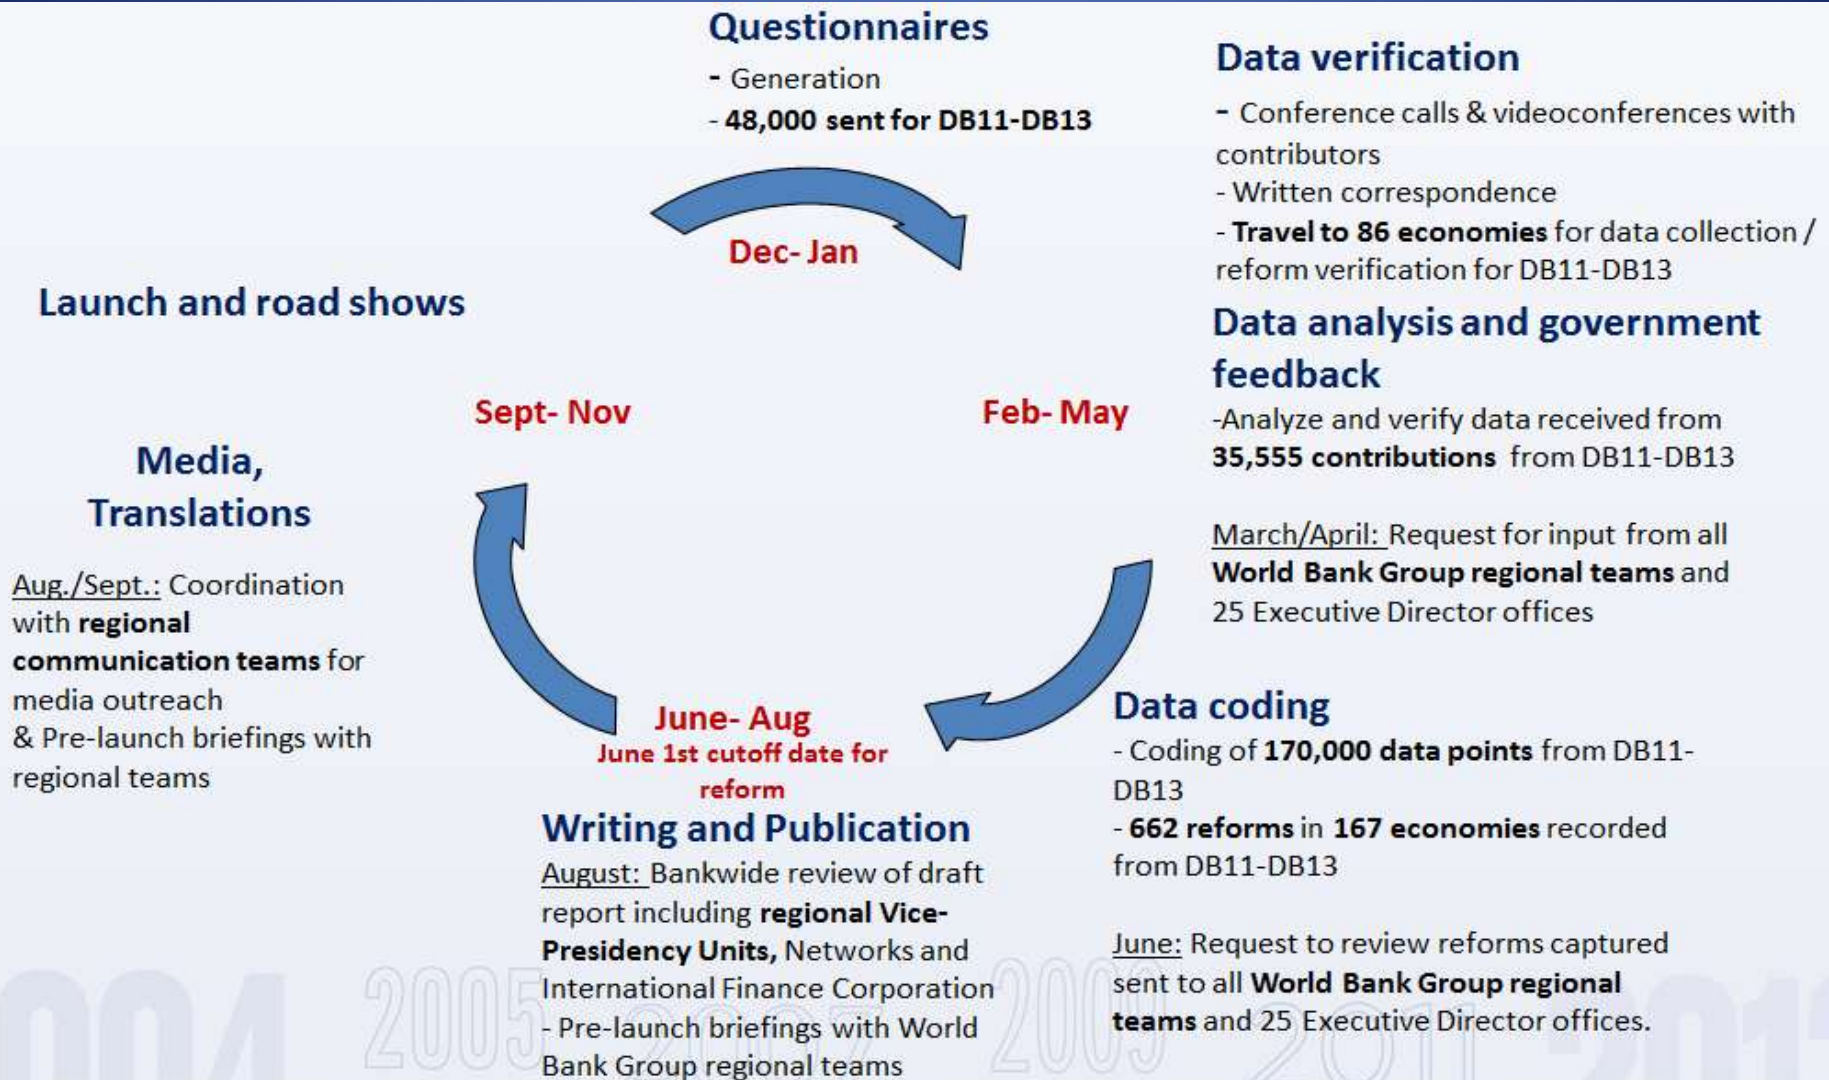 Questionnaires
- Generation
- 48,000 sent for DB11-DB13
Dec- Jan
Data verification
- Conference calls & videoconferences with
contributors
- Written correspondence
- Travel to 86 economies for data collection /
reform verification for DB11-DB13
Data analysis and government
feedback
-Analyze and verify data received from
35,555 contributions from DB11-DB13
March/April: Request for input from all
World Bank Group regional teams and
25 Executive Director offices
Feb- May
Data coding
- Coding of 170,000 data points from DB11-
DB13
- 662 reforms in 167 economies recorded
from DB11-DB13
June: Request to review reforms captured
sent to all World Bank Group regional
teams and 25 Executive Director offices.
June- Aug
June 1st cutoff date for
reform
Writing and Publication
August: Bankwide review of draft
report including regional Vice-
Presidency Units, Networks and
International Finance Corporation
- Pre-launch briefings with World
Bank Group regional teams
Media,
Translations
Aug./Sept.: Coordination
with regional
communication teams for
media outreach
& Pre-launch briefings with
regional teams
Sept- Nov
Launch and road shows
2005
2009
2011